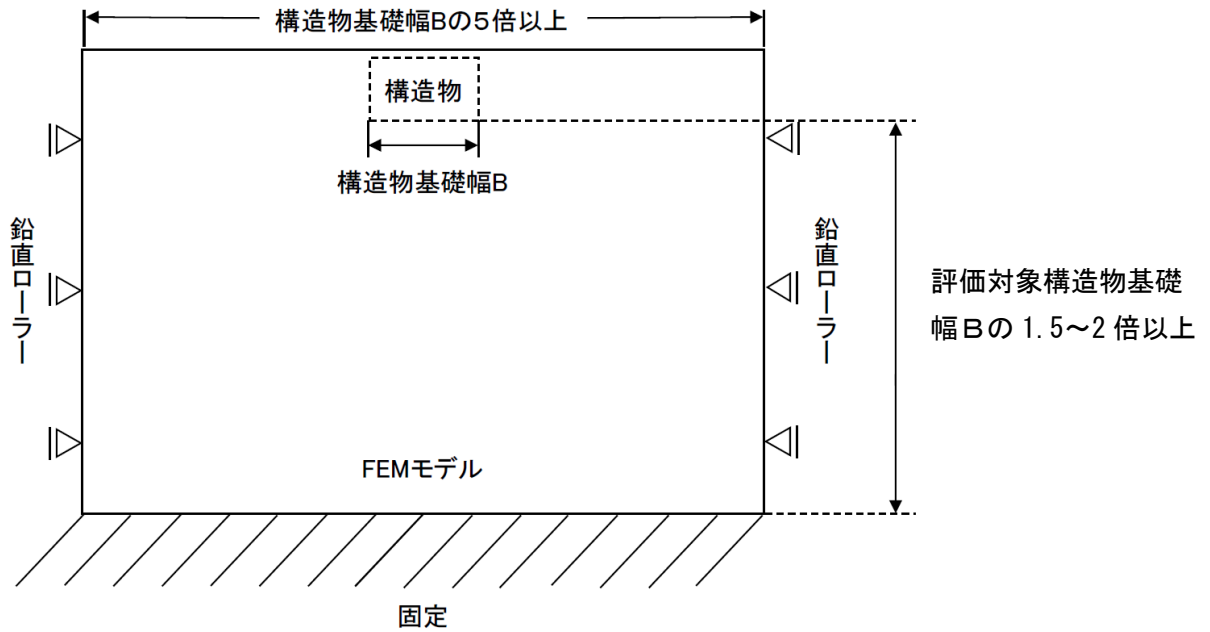 構造物基礎幅Bの5倍以上
構造物
構造物基礎幅B
鉛直ローラー
鉛直ローラー
評価対象構造物基礎
幅Ｂの 1.5～2 倍以上
FEMモデル
固定